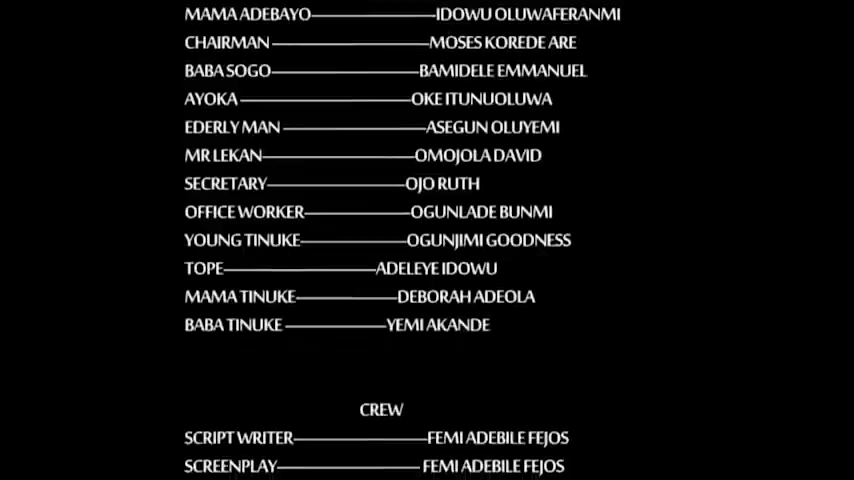 MAMA ADEBAYO—————IDOWU OLUWAFERANMI
CHAIRMAN —————MOSES KOREDE ARE
BABA SOGO—————BAMIDELE EMMANUEL
AYOKA —————OKE ITUNUOLUWA
EDERLY MAN —————ASEGUN OLUYEMI
MR LEKAN—————OMOJOLA DAVID
SECRETARY—————OJO RUTH
OFFICE WORKER—————OGUNLADE BUNMI
YOUNG TINUKE—————OGUNJIMI GOODNESS
TOPE—————ADELEYE IDOWU
MAMA TINUKE—————DEBORAH ADEOLA
BABA TINUKE —————YEMI AKANDE
CREW
SCRIPT WRITER—————FEMI ADEBILE FEJOS
SCREENPLAY————— FEMI ADEBILE FEJOS